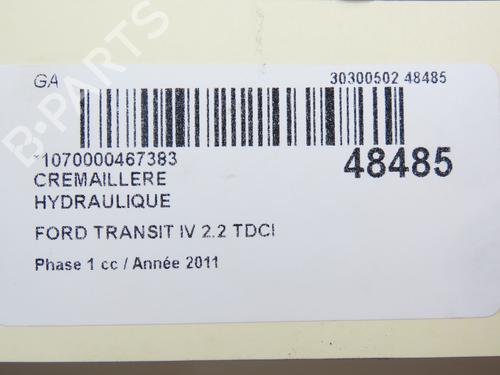 GA
30300502 48485
*1070000467383
48485
CREMAILLERE
HYDRAULIQUE
FORD TRANSIT IV 2.2 TDCI
Phase 1 cc / Année 2011
B-PARTS